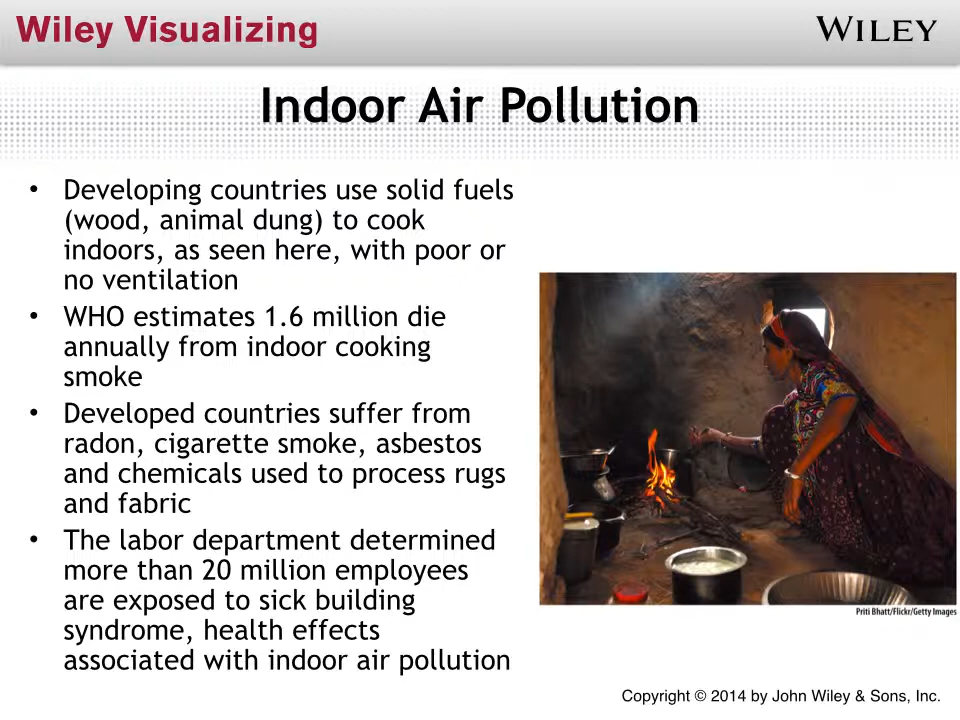 Wiley Visualizing
WILEY
Indoor Air Pollution
• Developing countries use solid fuels
(wood, animal dung) to cook
indoors, as seen here, with poor or
no ventilation
• WHO estimates 1.6 million die
annually from indoor cooking
smoke
• Developed countries suffer from
radon, cigarette smoke, asbestos
and chemicals used to process rugs
and fabric
• The labor department determined
more than 20 million employees
are exposed to sick building
syndrome, health effects
associated with indoor air pollution
Priti Bhatt/Flickr/Getty Images
Copyright © 2014 by John Wiley & Sons, Inc.